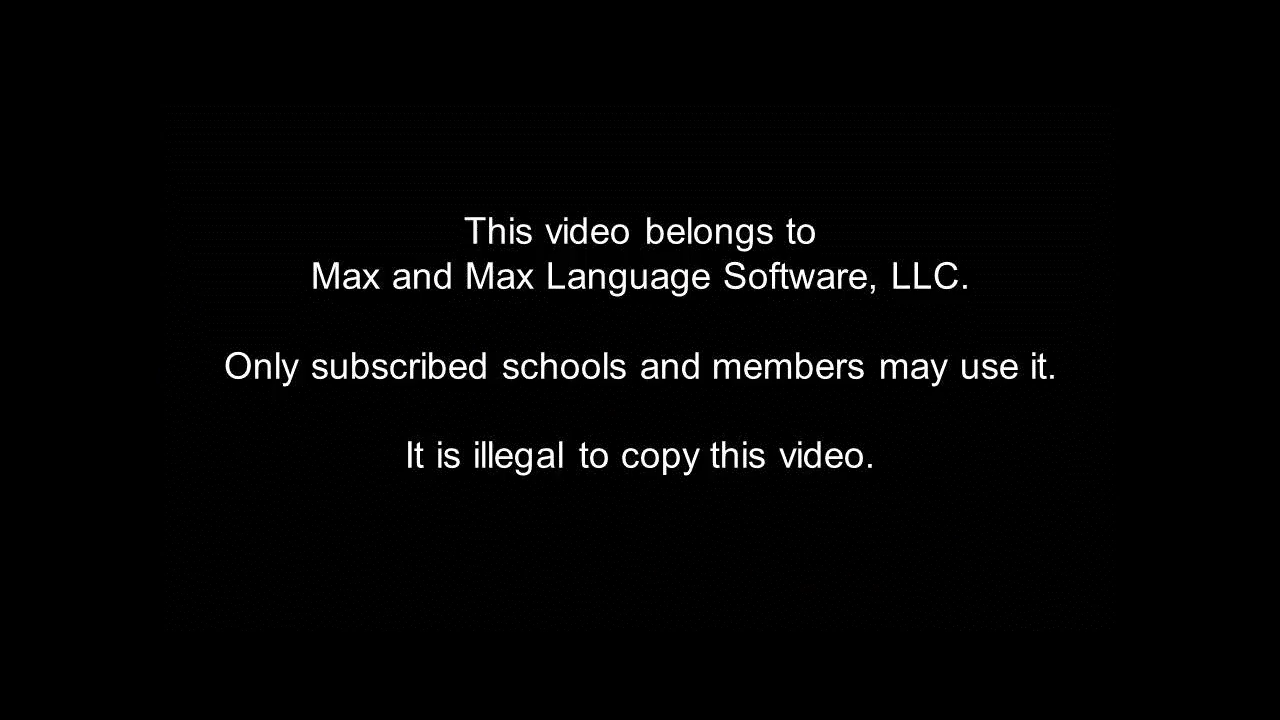 This video belongs to
Max and Max Language Software, LLC.
Only subscribed schools and members may use it.
It is illegal to copy this video.